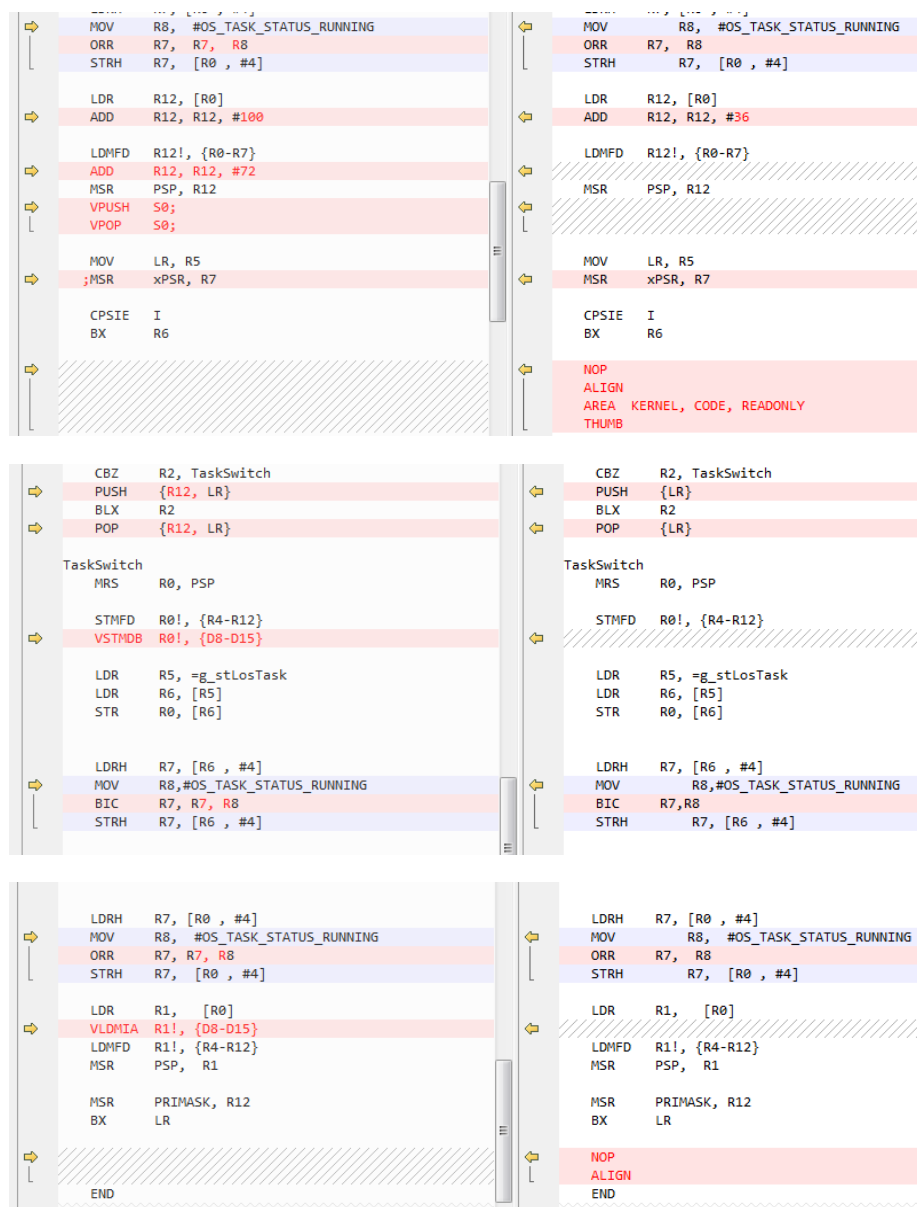 MOV R8, #OS_TASK_STATUS_RUNNING
ORR R7, R7, R8
STRH R7, [R0 , #4]
LDR R12, [R0]
ADD R12, R12, #100
LDMFD R12!, {R0-R7}
ADD R12, R12, #72
MSR PSP, R12
VPUSH S0;
VPOP S0;
MOV LR, R5
;MSR xPSR, R7
CPSIE I
BX R6
MOV R8, #OS_TASK_STATUS_RUNNING
ORR R7, R8
STRH R7, [R0 , #4]
LDR R12, [R0]
ADD R12, R12, #36
LDMFD R12!, {R0-R7}
MSR PSP, R12
MOV LR, R5
MSR xPSR, R7
CPSIE I
BX R6
NOP
ALIGN
AREA KERNEL, CODE, READONLY
THUMB
CBZ R2, TaskSwitch
PUSH {R12, LR}
BLX R2
POP {R12, LR}
TaskSwitch
MRS R0, PSP
STMFD R0!, {R4-R12}
VSTMDB R0!, {D8-D15}
LDR R5, =g_stLosTask
LDR R6, [R5]
STR R0, [R6]
LDRH R7, [R6 , #4]
MOV R8,#OS_TASK_STATUS_RUNNING
BIC R7, R7, R8
STRH R7, [R6 , #4]
CBZ R2, TaskSwitch
PUSH {LR}
BLX R2
POP {LR}
TaskSwitch
MRS R0, PSP
STMFD R0!, {R4-R12}
LDR R5, =g_stLosTask
LDR R6, [R5]
STR R0, [R6]
LDRH R7, [R6 , #4]
MOV R8,#OS_TASK_STATUS_RUNNING
BIC R7,R8
STRH R7, [R6 , #4]
LDRH R7, [R0 , #4]
MOV R8, #OS_TASK_STATUS_RUNNING
ORR R7, R7, R8
STRH R7, [R0 , #4]
LDR R1, [R0]
VLDMIA R1!, {D8-D15}
LDMFD R1!, {R4-R12}
MSR PSP, R1
MSR PRIMASK, R12
BX LR
END
LDRH R7, [R0 , #4]
MOV R8, #OS_TASK_STATUS_RUNNING
ORR R7, R8
STRH R7, [R0 , #4]
LDR R1, [R0]
LDMFD R1!, {R4-R12}
MSR PSP, R1
MSR PRIMASK, R12
BX LR
NOP
ALIGN
END